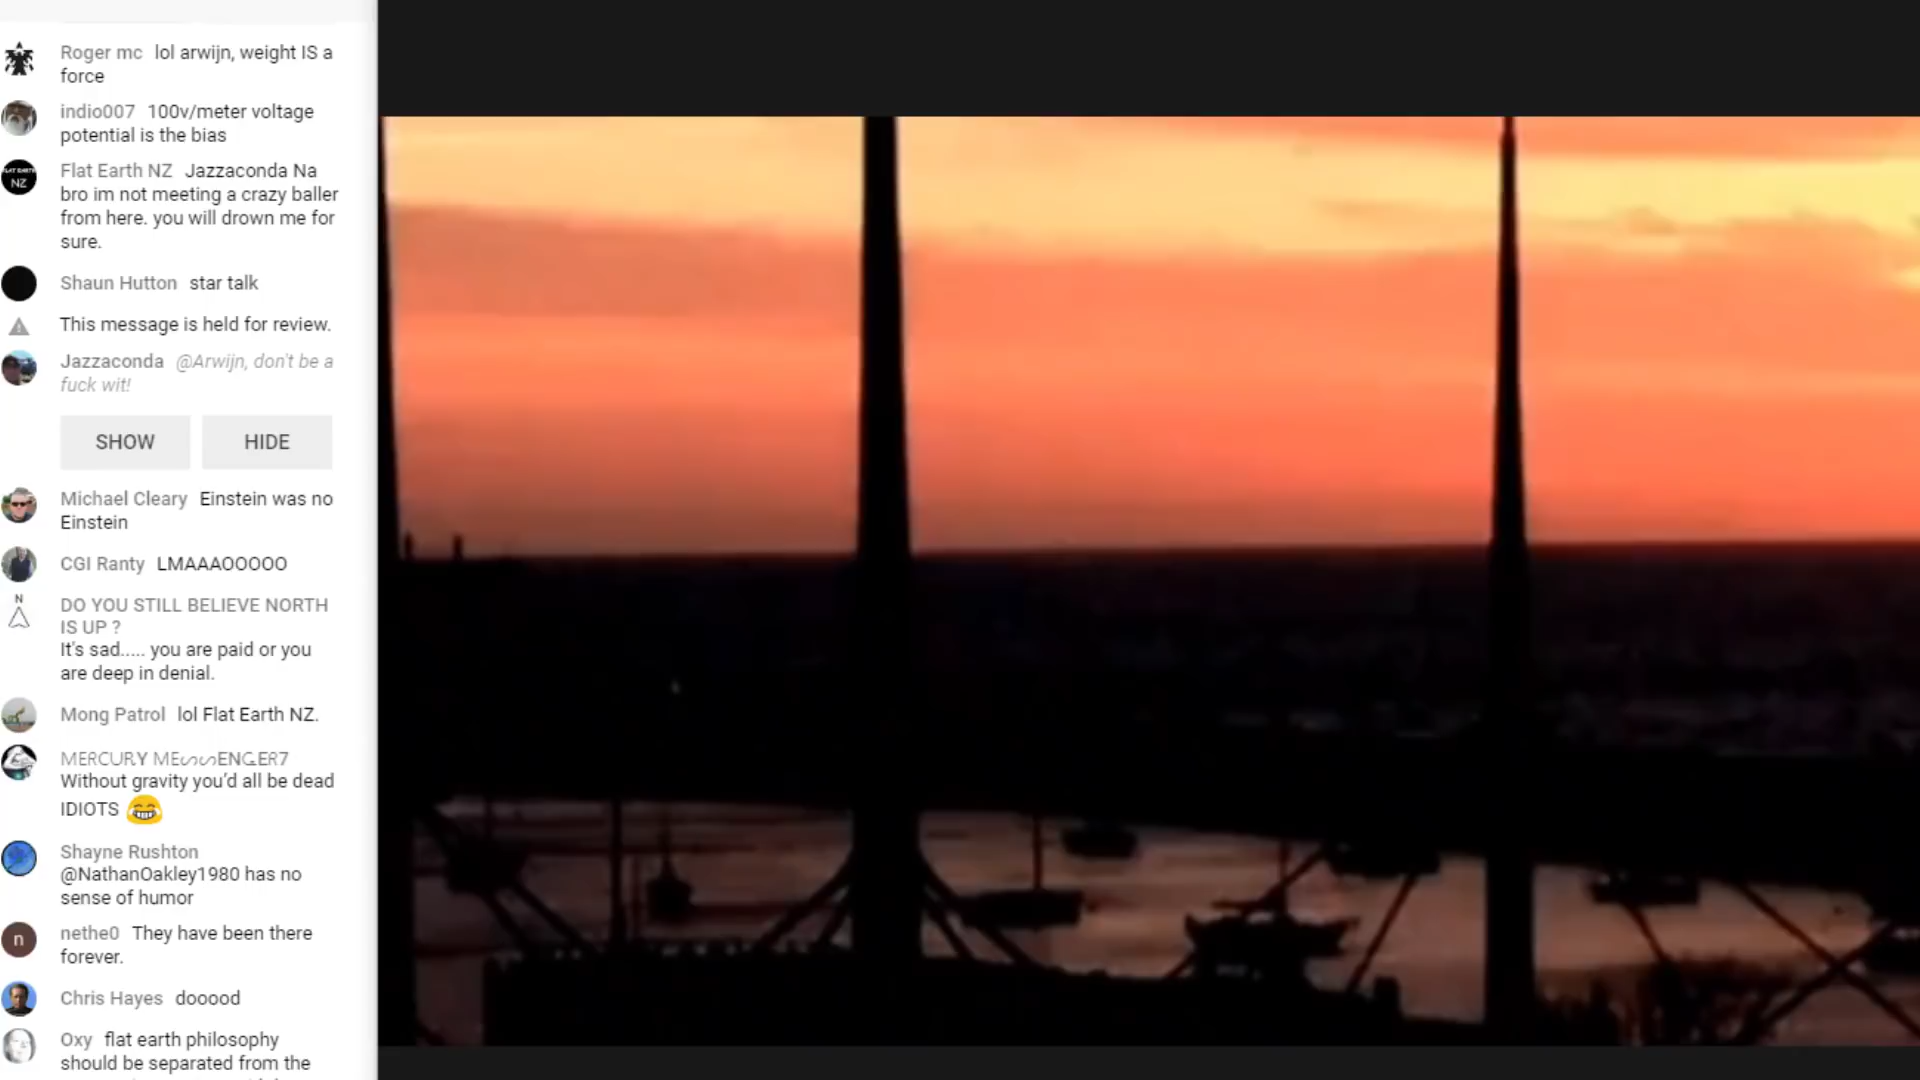 Roger mc lol arwijn, weight IS a
force
indio007 100v/meter voltage
potential is the bias
FLAT EARTH
NZ
Flat Earth NZ Jazzaconda Na
bro im not meeting a crazy baller
from here. you will drown me for
sure.
Shaun Hutton star talk
This message is held for review.
Jazzaconda @Arwijn, don't be a
fuck wit!
SHOW HIDE
Michael Cleary Einstein was no
Einstein
CGI Ranty LMAAAOOOOO
N
DO YOU STILL BELIEVE NORTH
IS UP ?
It's sad..... you are paid or you
are deep in denial.
Mong Patrol lol Flat Earth NZ.
MERCURY MEᔕᔕENGER7
Without gravity you'd all be dead
IDIOTS 😂
Shayne Rushton
@NathanOakley1980 has no
sense of humor
n
nethe0 They have been there
forever.
Chris Hayes dooood
Oxy flat earth philosophy
should be separated from the